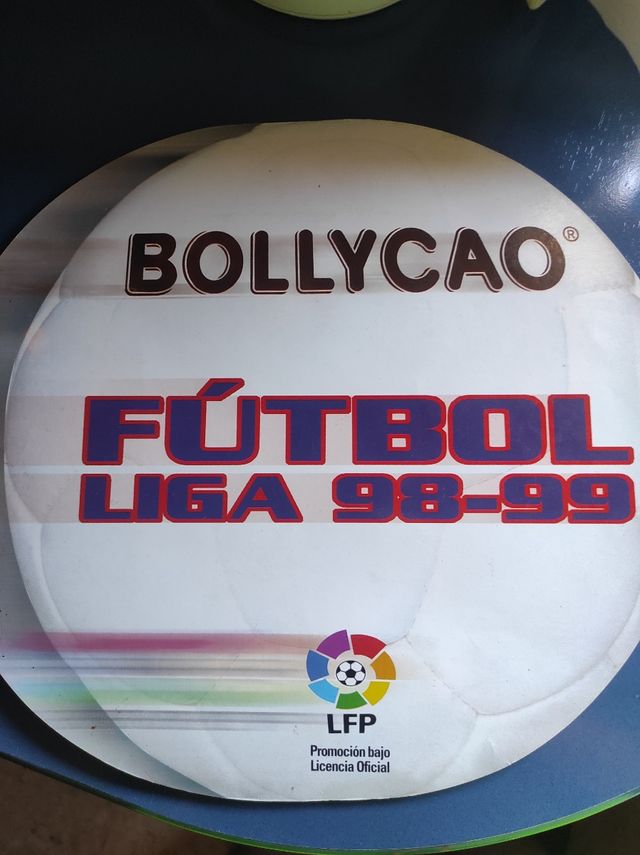 BOLLYCAO®
FÚTBOL
LIGA 98-99
LFP
Promoción bajo
Licencia Oficial